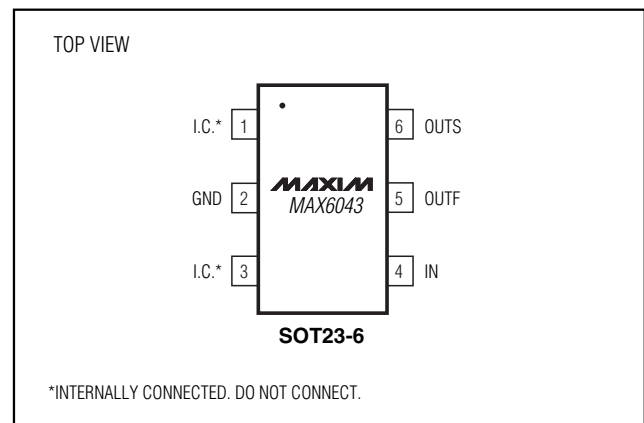 TOP VIEW
I.C.* 1
6 OUTS
GND 2
MAXIM
MAX6043
5 OUTF
I.C.* 3
4 IN
SOT23-6
*INTERNALLY CONNECTED. DO NOT CONNECT.